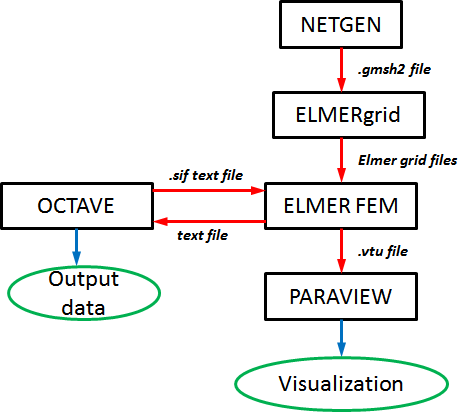 NETGEN
.gmsh2 file
ELMERgrid
Elmer grid files
.sif text file
OCTAVE
ELMER FEM
text file
.vtu file
Output
data
PARAVIEW
Visualization